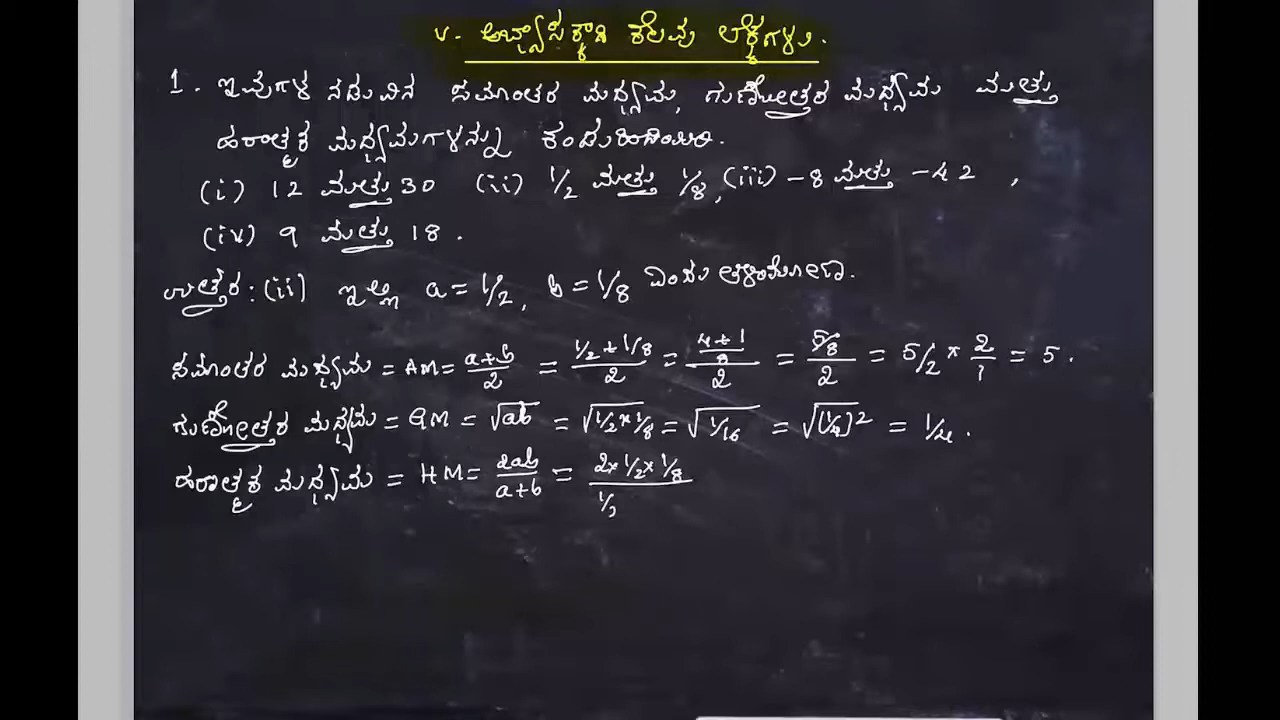 v. ಅಭ್ಯಾಸಕ್ಕಾಗಿ ಕೆಲವು ಲೆಕ್ಕಗಳು.
1. ಇವುಗಳ ನಡುವಿನ ಸಮಾಂತರ ಮಧ್ಯಮ, ಗುಣೋತ್ತರ ಮಧ್ಯಮ ಮತ್ತು
ಹರಾತ್ಮಕ ಮಧ್ಯಮಗಳನ್ನು ಕಂಡುಹಿಡಿಯಿರಿ.
(i) 12 ಮತ್ತು 30 (ii) 1/2 ಮತ್ತು 1/8, (iii) -8 ಮತ್ತು -42 ,
(iv) 9 ಮತ್ತು 18 .
ಉತ್ತರ : (ii) ಇಲ್ಲಿ a = 1/2, b = 1/8 ಎಂದು ತಿಳಿಯೋಣ.
ಸಮಾಂತರ ಮಧ್ಯಮ = AM = (a+b)/2 = (1/2 + 1/8)/2 = ((4+1)/8)/2 = (5/8)/2 = 5/2 × 2/1 = 5 .
ಗುಣೋತ್ತರ ಮಧ್ಯಮ = GM = √ab = √(1/2 × 1/8) = √(1/16) = √(1/4)² = 1/4 .
ಹರಾತ್ಮಕ ಮಧ್ಯಮ = HM = 2ab/(a+b) = (2 × 1/2 × 1/8)/(1/2